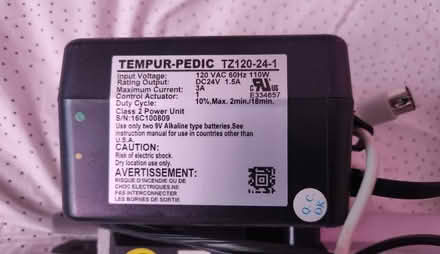 TEMPUR-PEDIC TZ120-24-1
Input Voltage: 120 VAC 60Hz 110W
Rating Output: DC24V 1.5A
Maximum Current: 3A
Control Actuator: 1
Duty Cycle: 10%,Max. 2min/18min.
Class 2 Power Unit
S/N:16C100809
Use only two 9V Alkaline type batteries.See
instruction manual for use in countries other than
U.S.A.
c UL US
E334657
CAUTION:
Risk of electric shock.
Dry location use only.
AVERTISSEMENT:
RISQUE D'INCENDIE OU DE
CHOC ELECTRIQUES.NE
PAS INTERCONNECTER
LES BORNES DE SORTIE
Q.C
OK